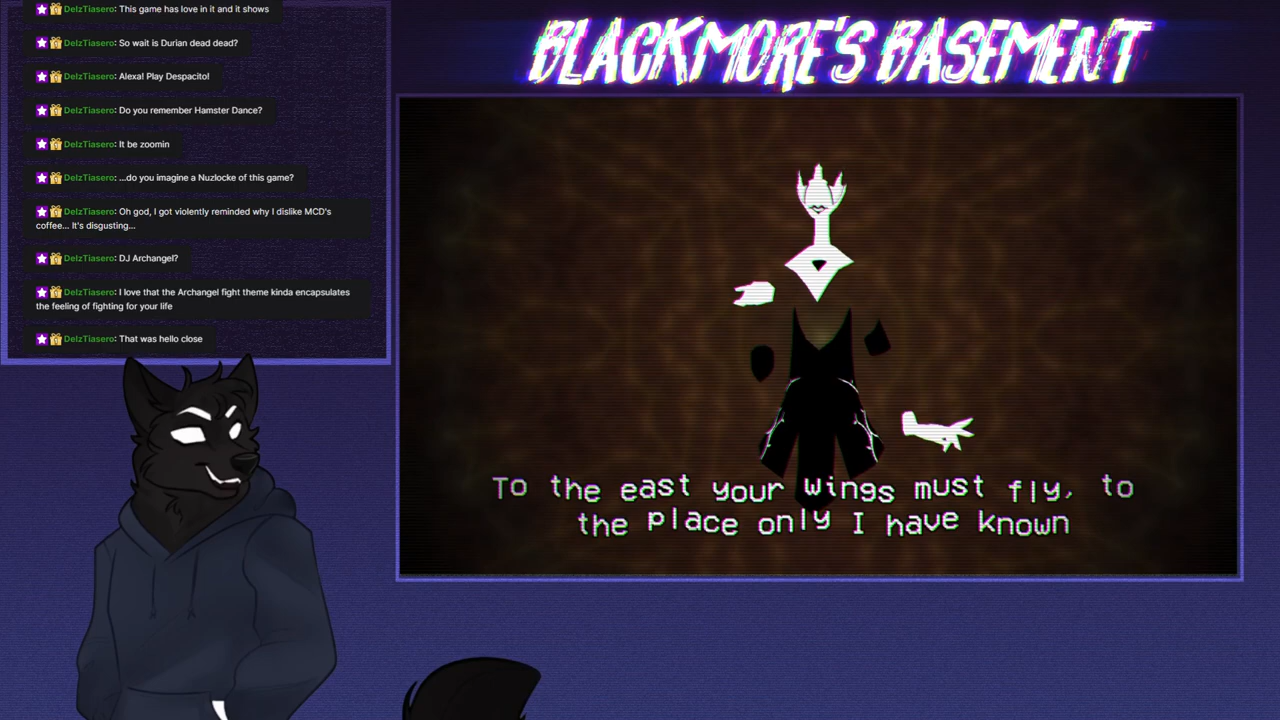 DelzTiasero: This game has love in it and it shows
DelzTiasero: So wait is Durian dead dead?
DelzTiasero: Alexa! Play Despacito!
DelzTiasero: Do you remember Hamster Dance?
DelzTiasero: It be zoomin
DelzTiasero: ...do you imagine a Nuzlocke of this game?
DelzTiasero: Oh god, I got violently reminded why I dislike MCD's
coffee... It's disgusting...
DelzTiasero: DJ Archangel?
DelzTiasero: I love that the Archangel fight theme kinda encapsulates
the feeling of fighting for your life
DelzTiasero: That was hello close
BLACKMORE'S BASEMENT
To the east your wings must fly, to
the place only I have known